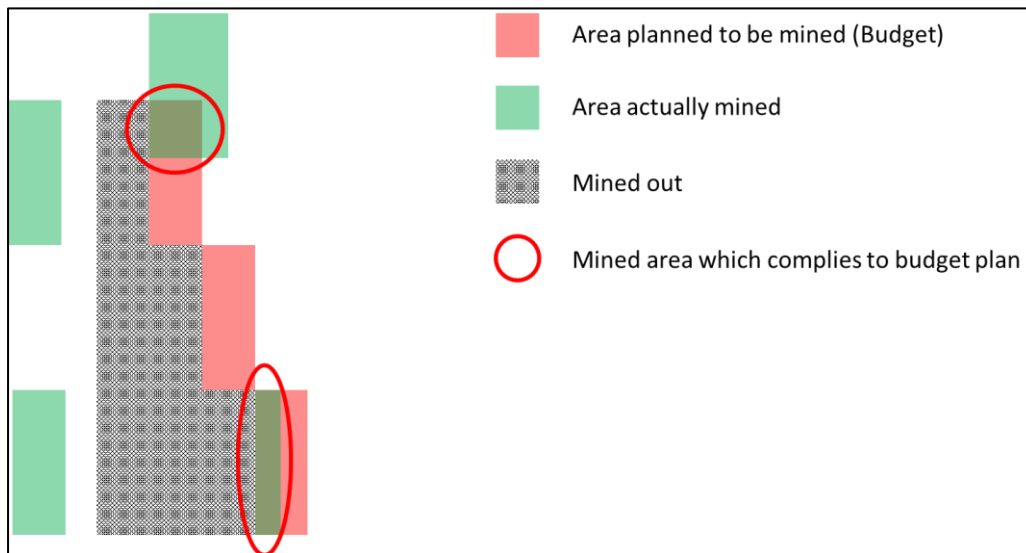 Area planned to be mined (Budget)
Area actually mined
Mined out
Mined area which complies to budget plan